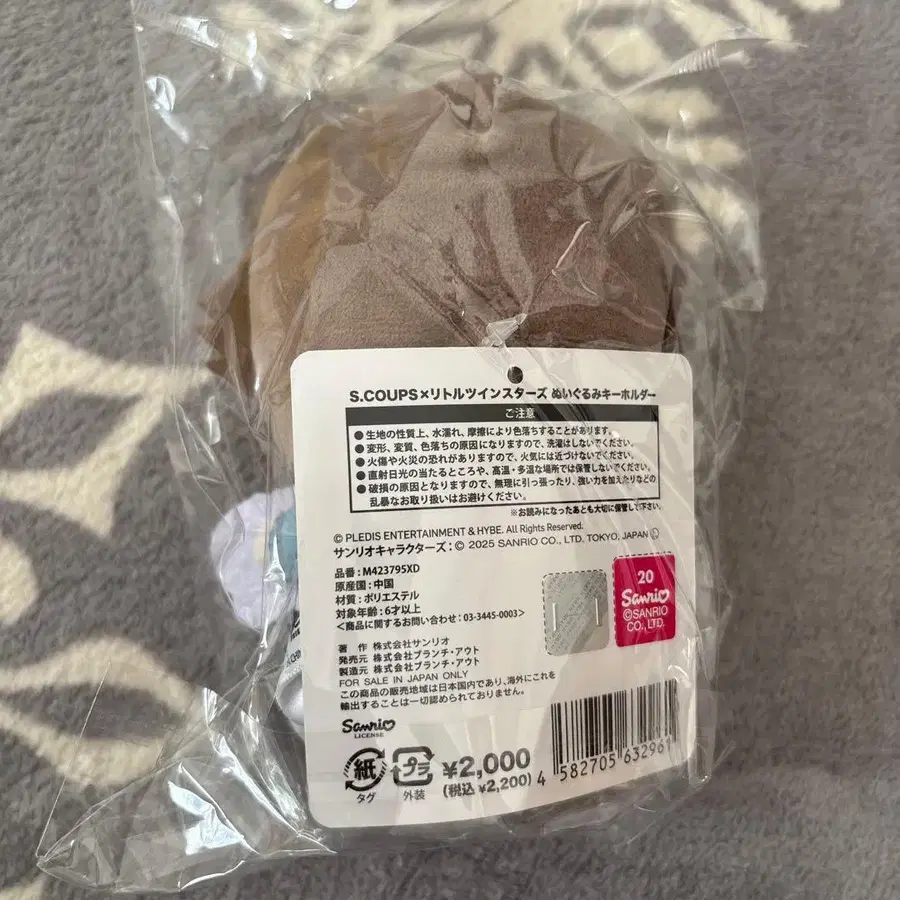 S.COUPS×リトルツインスターズ ぬいぐるみキーホルダー
ご注意
●生地の性質上、水濡れ、摩擦により色落ちすることがあります。
●変形、変質、色落ちの原因になりますので、洗濯はしないでください。
●火傷や火災の恐れがありますので、火気には近づけないでください。
●直射日光の当たるところや、高温・多湿な場所では保管しないでください。
●破損の原因となりますので、無理に引っ張ったり、強い力を加えたりなどの
乱暴なお取り扱いはお避けください。
※お読みになったあとも大切に保管して下さい。
© PLEDIS ENTERTAINMENT & HYBE. All Rights Reserved.
サンリオキャラクターズ:© 2025 SANRIO CO., LTD. TOKYO, JAPAN Ⓛ
品番:M423795XD
原産国:中国
材質:ポリエステル
対象年齢:6才以上
<商品に関するお問い合わせ:03-3445-0003>
20
Sanrio
©SANRIO
CO., LTD.
著 作 株式会社サンリオ
発売元 株式会社ブランチ・アウト
製造元 株式会社ブランチ・アウト
FOR SALE IN JAPAN ONLY
この商品の販売地域は日本国内であり、海外にこれを
輸出することは一切認められておりません。
Sanrio
LICENSE
紙
タグ
プラ
外装
¥2,000
(税込 ¥2,200)
4 582705 632961